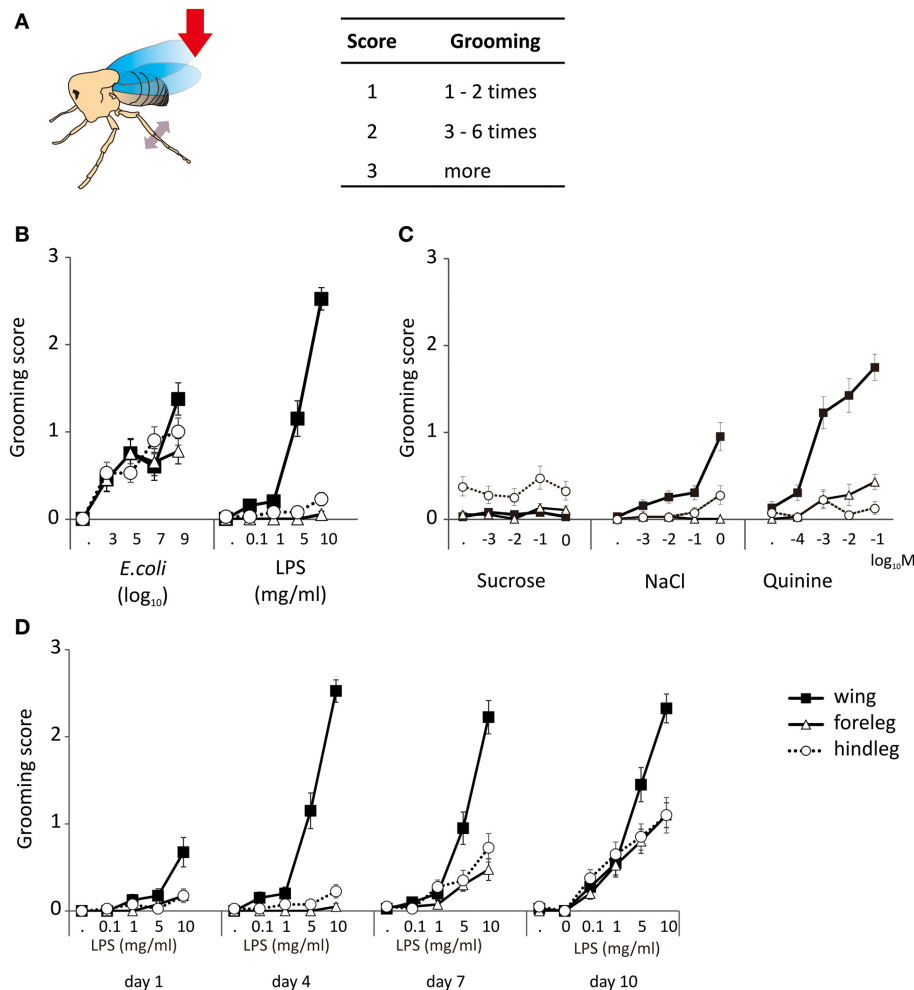 A
Score Grooming
1 1 - 2 times
2 3 - 6 times
3 more
B
3
2
1
0
Grooming score
. 3 5 7 9
E.coli
(log10)
. 0.1 1 5 10
LPS
(mg/ml)
C
3
2
1
0
Grooming score
. -3 -2 -1 0
Sucrose
. -3 -2 -1 0
NaCl
. -4 -3 -2 -1
Quinine
log10M
D
3
2
1
0
Grooming score
. 0.1 1 5 10
LPS (mg/ml)
day 1
. 0.1 1 5 10
LPS (mg/ml)
day 4
. 0.1 1 5 10
LPS (mg/ml)
day 7
. 0 0.1 1 5 10
LPS (mg/ml)
day 10
wing
foreleg
hindleg